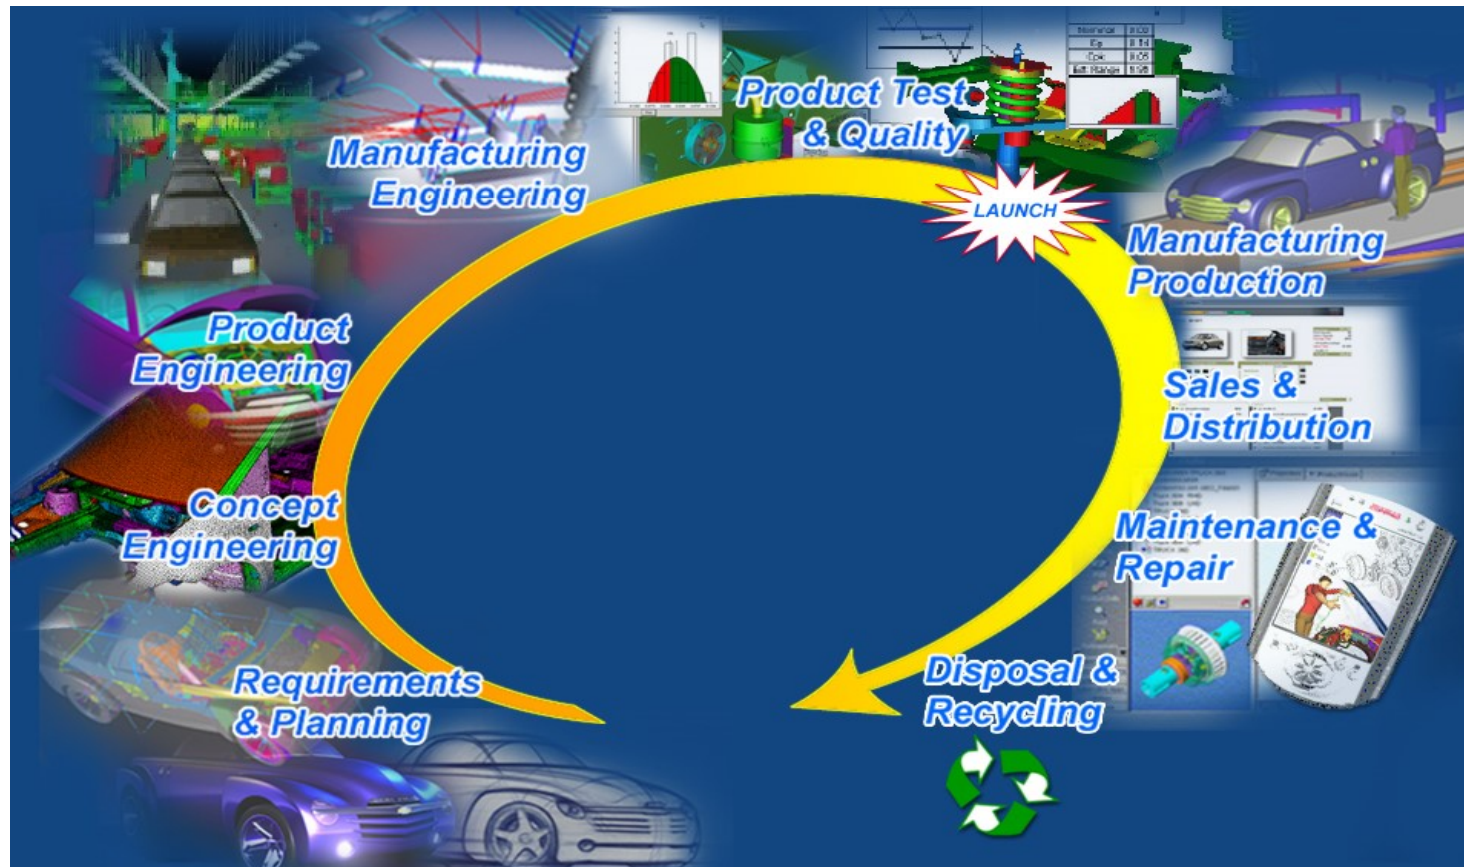 Product Test
& Quality
Manufacturing
Engineering
LAUNCH
Manufacturing
Production
Product
Engineering
Sales &
Distribution
Concept
Engineering
Maintenance &
Repair
Requirements
& Planning
Disposal &
Recycling